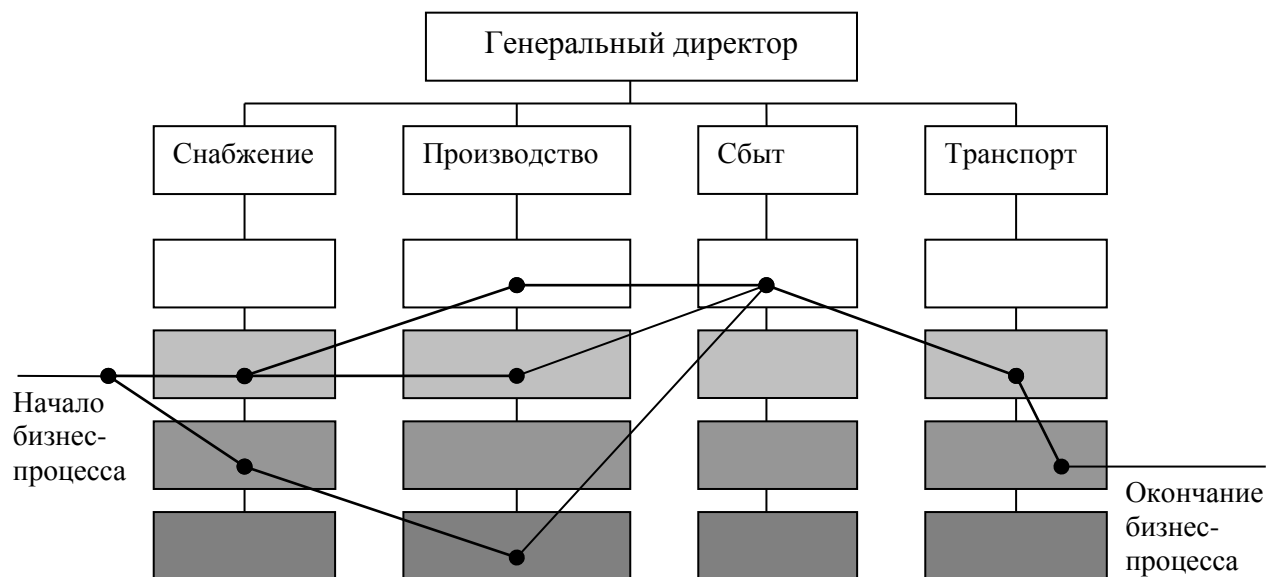 Генеральный директор
Снабжение
Производство
Сбыт
Транспорт
Начало
бизнес-
процесса
Окончание
бизнес-
процесса